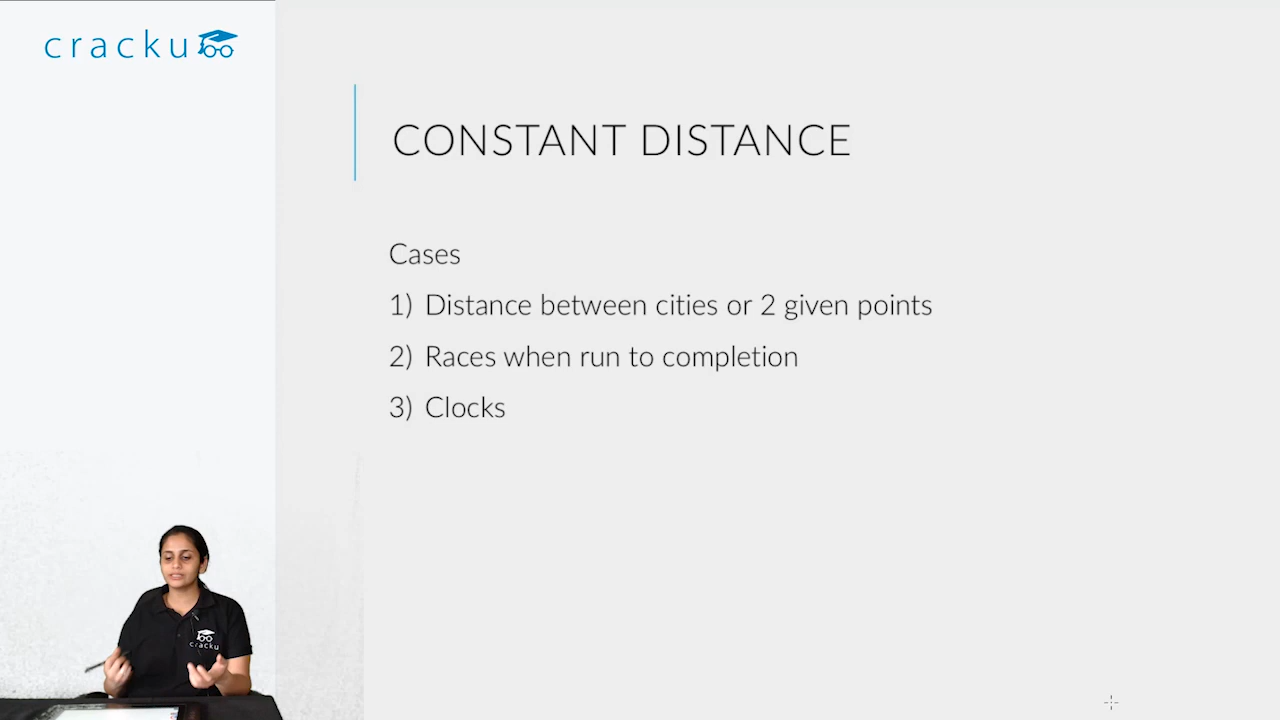 cracku
CONSTANT DISTANCE
Cases
1) Distance between cities or 2 given points
2) Races when run to completion
3) Clocks
cracku